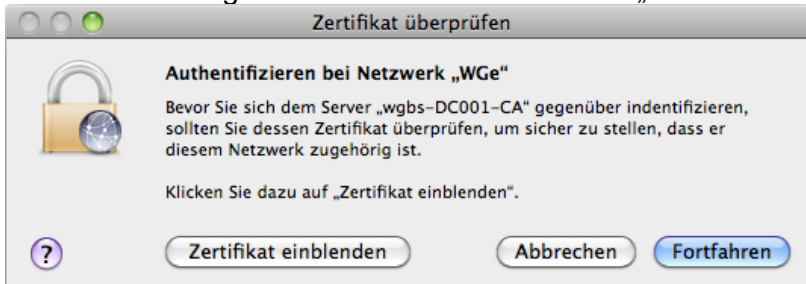 Zertifikat überprüfen
Authentifizieren bei Netzwerk „WGe“
Bevor Sie sich dem Server „wgbs-DC001-CA“ gegenüber indentifizieren,
sollten Sie dessen Zertifikat überprüfen, um sicher zu stellen, dass er
diesem Netzwerk zugehörig ist.
Klicken Sie dazu auf „Zertifikat einblenden“.
?
Zertifikat einblenden
Abbrechen
Fortfahren